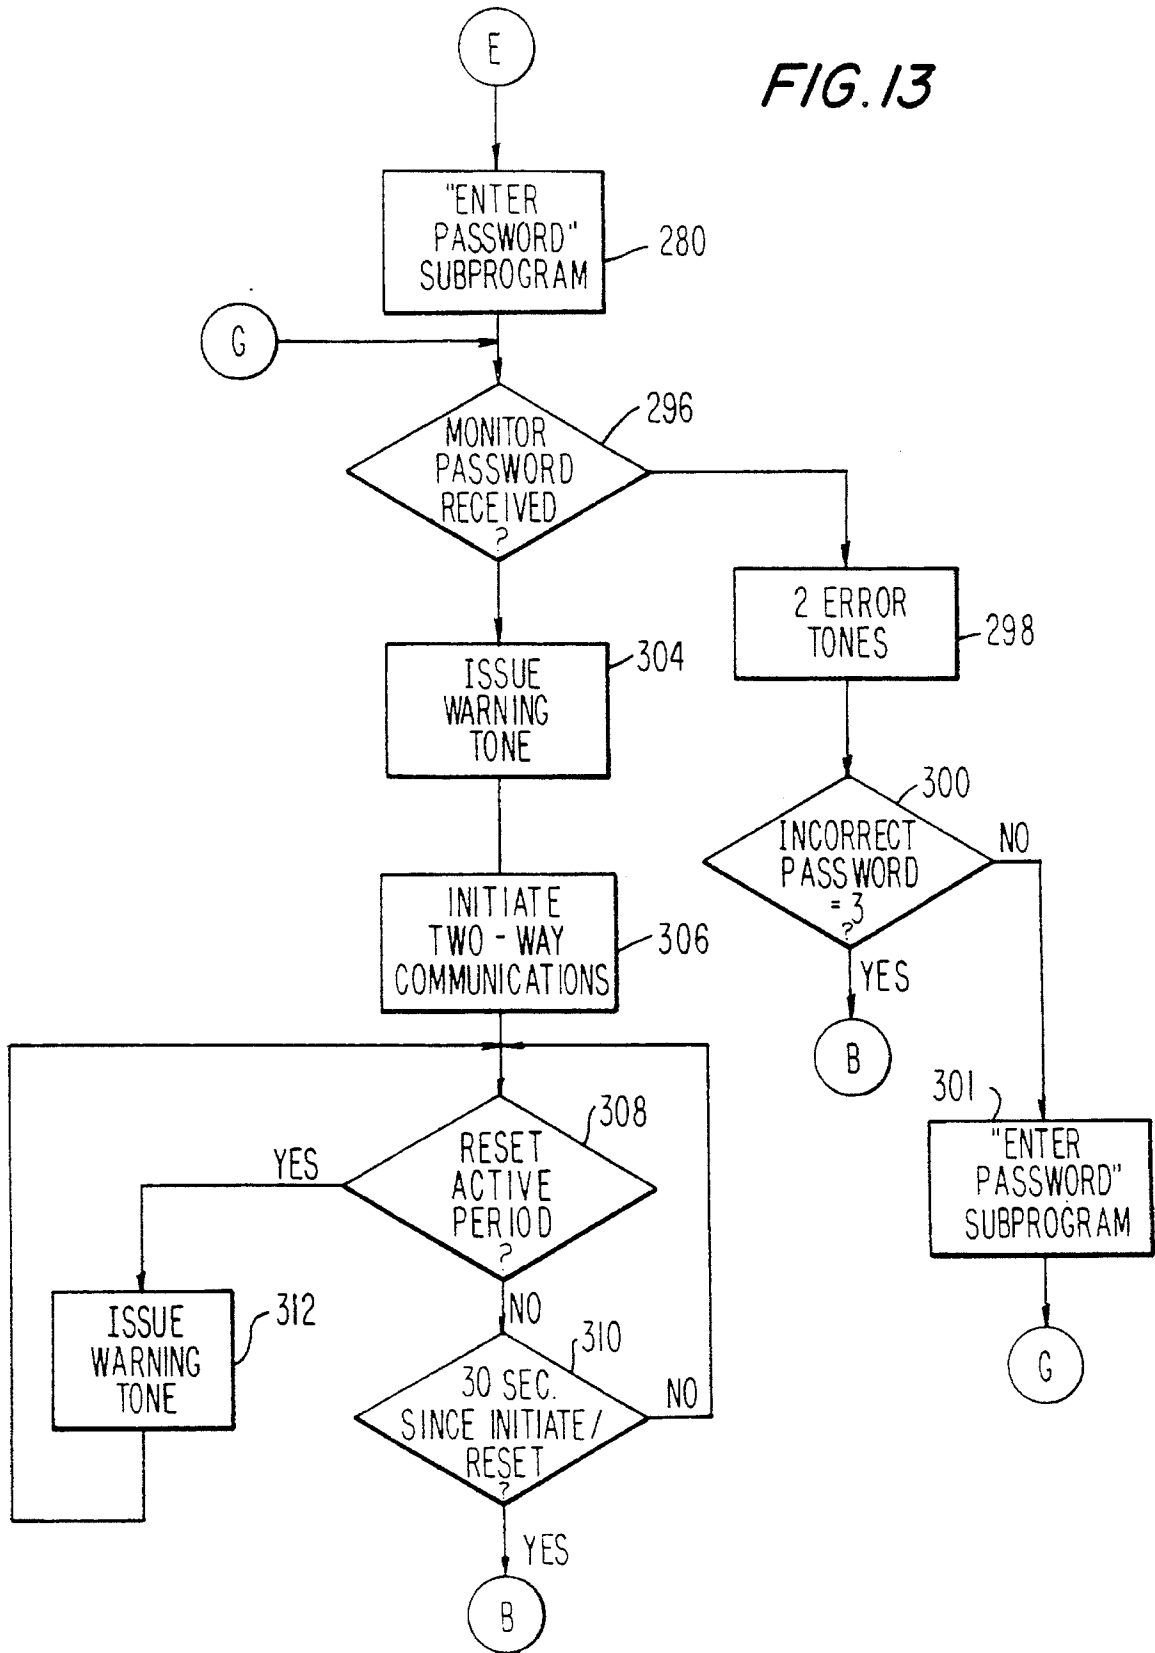 E
FIG. 13
"ENTER
PASSWORD"
SUBPROGRAM
280
G
296
MONITOR
PASSWORD
RECEIVED
?
2 ERROR
TONES
298
304
ISSUE
WARNING
TONE
300
INCORRECT
PASSWORD
= 3
?
NO
YES
B
INITIATE
TWO-WAY
COMMUNICATIONS
306
301
"ENTER
PASSWORD"
SUBPROGRAM
G
308
RESET
ACTIVE
PERIOD
?
YES
NO
312
ISSUE
WARNING
TONE
310
30 SEC.
SINCE INITIATE/
RESET
?
NO
YES
B